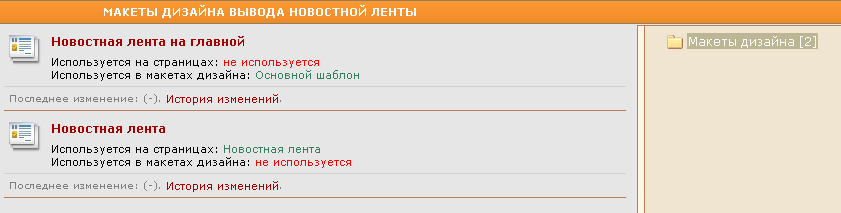 МАКЕТЫ ДИЗАЙНА ВЫВОДА НОВОСТНОЙ ЛЕНТЫ
Новостная лента на главной
Используется на страницах: не используется
Используется в макетах дизайна: Основной шаблон
Последнее изменение: (-). История изменений.
Новостная лента
Используется на страницах: Новостная лента
Используется в макетах дизайна: не используется
Последнее изменение: (-). История изменений.
Макеты дизайна [2]